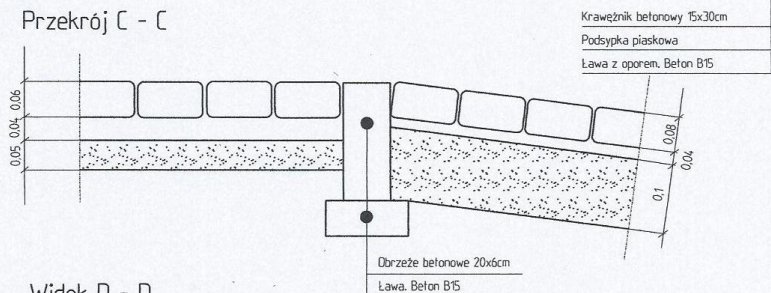 Przekrój C - C
Krawężnik betonowy 15x30cm
Podsypka piaskowa
Ława z oporem. Beton B15
0.06
0.04
0.05
0,08
0,04
0,1
Obrzeże betonowe 20x6cm
Ława. Beton B15
Widok D - D